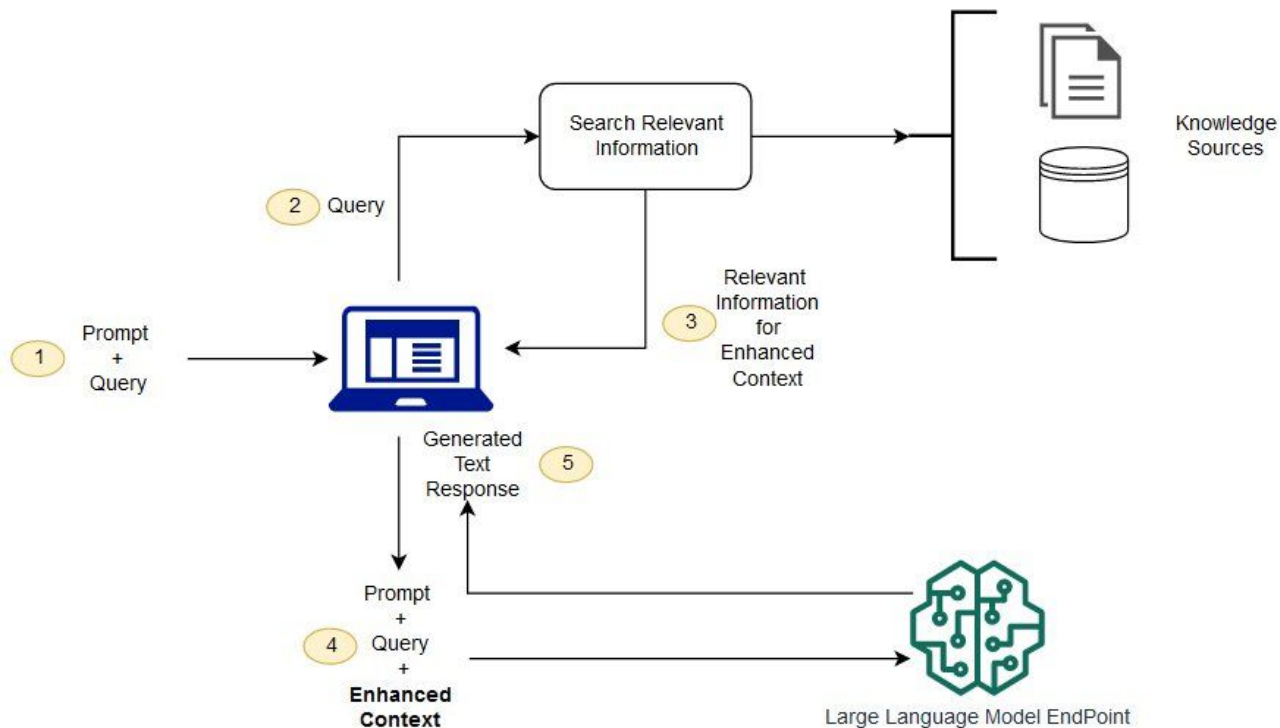 Search Relevant
Information
Knowledge
Sources
2
Query
Relevant
Information
for
Enhanced
Context
3
1
Prompt
+
Query
Generated
Text
Response
5
Prompt
+
Query
+
Enhanced
Context
4
Large Language Model EndPoint